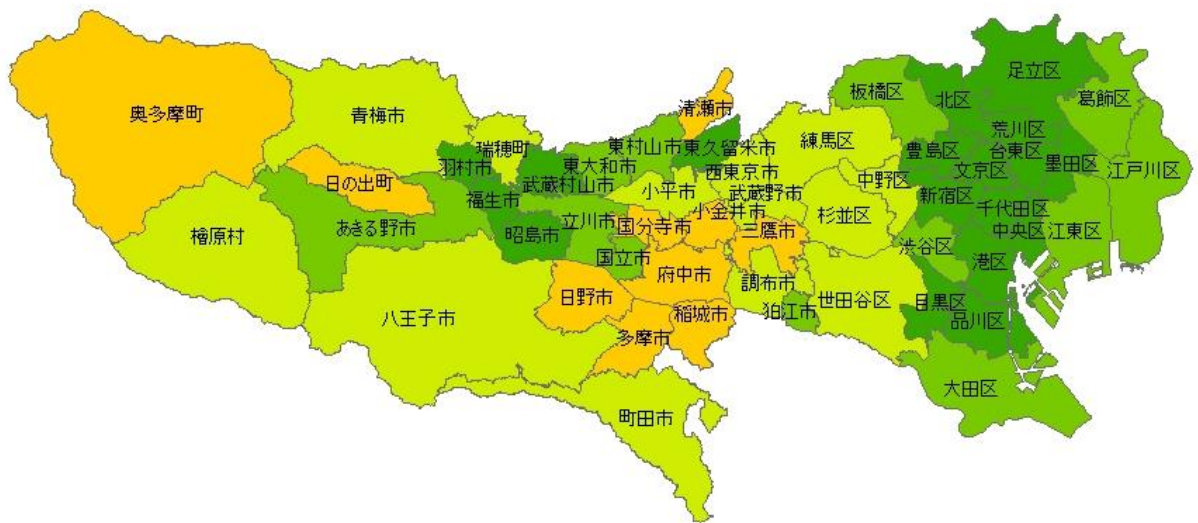 奥多摩町
青梅市
瑞穂町
羽村市
日の出町
福生市
あきる野市
檜原村
昭島市
武蔵村山市
東大和市
東村山市
清瀬市
東久留米市
西東京市
小平市
武蔵野市
小金井市
国分寺市
立川市
国立市
三鷹市
府中市
調布市
狛江市
日野市
稲城市
多摩市
八王子市
町田市
練馬区
板橋区
北区
足立区
葛飾区
荒川区
台東区
豊島区
文京区
墨田区
江戸川区
中野区
杉並区
新宿区
千代田区
中央区
江東区
渋谷区
港区
世田谷区
目黒区
品川区
大田区